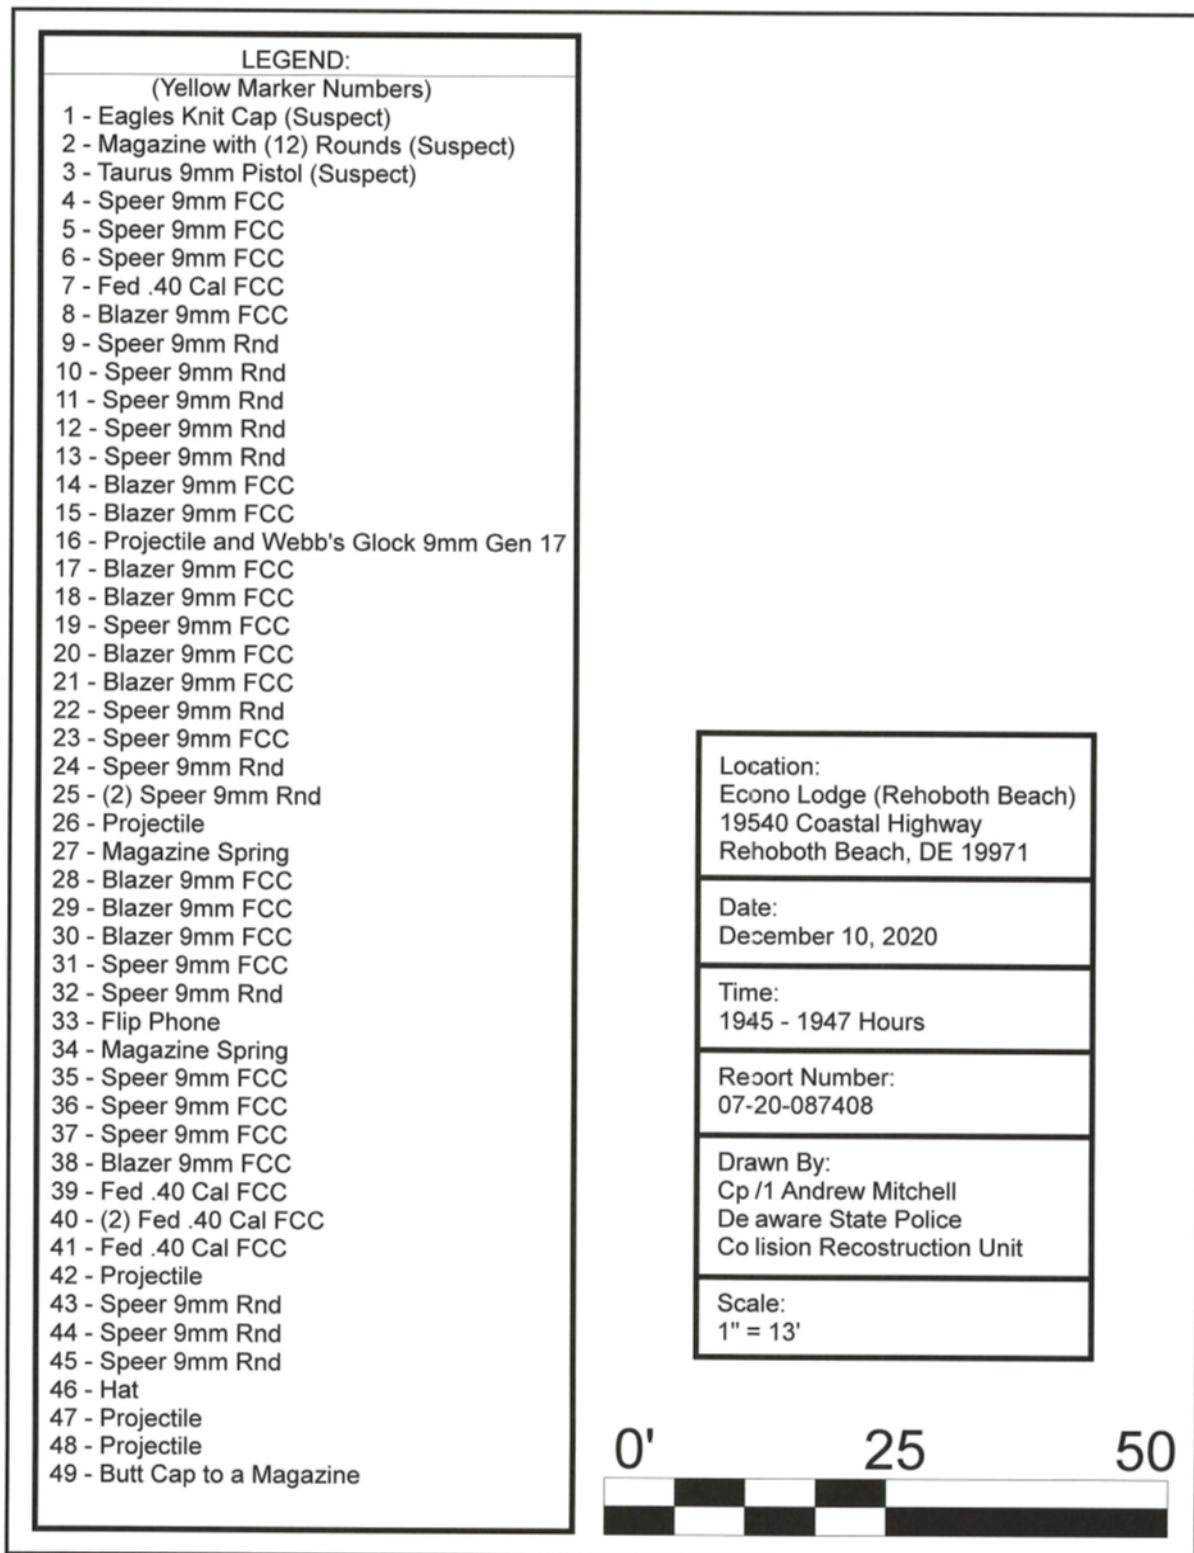 LEGEND:
(Yellow Marker Numbers)
1 - Eagles Knit Cap (Suspect)
2 - Magazine with (12) Rounds (Suspect)
3 - Taurus 9mm Pistol (Suspect)
4 - Speer 9mm FCC
5 - Speer 9mm FCC
6 - Speer 9mm FCC
7 - Fed .40 Cal FCC
8 - Blazer 9mm FCC
9 - Speer 9mm Rnd
10 - Speer 9mm Rnd
11 - Speer 9mm Rnd
12 - Speer 9mm Rnd
13 - Speer 9mm Rnd
14 - Blazer 9mm FCC
15 - Blazer 9mm FCC
16 - Projectile and Webb's Glock 9mm Gen 17
17 - Blazer 9mm FCC
18 - Blazer 9mm FCC
19 - Speer 9mm FCC
20 - Blazer 9mm FCC
21 - Blazer 9mm FCC
22 - Speer 9mm Rnd
23 - Speer 9mm FCC
24 - Speer 9mm Rnd
25 - (2) Speer 9mm Rnd
26 - Projectile
27 - Magazine Spring
28 - Blazer 9mm FCC
29 - Blazer 9mm FCC
30 - Blazer 9mm FCC
31 - Speer 9mm FCC
32 - Speer 9mm Rnd
33 - Flip Phone
34 - Magazine Spring
35 - Speer 9mm FCC
36 - Speer 9mm FCC
37 - Speer 9mm FCC
38 - Blazer 9mm FCC
39 - Fed .40 Cal FCC
40 - (2) Fed .40 Cal FCC
41 - Fed .40 Cal FCC
42 - Projectile
43 - Speer 9mm Rnd
44 - Speer 9mm Rnd
45 - Speer 9mm Rnd
46 - Hat
47 - Projectile
48 - Projectile
49 - Butt Cap to a Magazine
Location:
Econo Lodge (Rehoboth Beach)
19540 Coastal Highway
Rehoboth Beach, DE 19971
Date:
December 10, 2020
Time:
1945 - 1947 Hours
Report Number:
07-20-087408
Drawn By:
Cp /1 Andrew Mitchell
De aware State Police
Co lision Recostruction Unit
Scale:
1" = 13'
0' 25 50